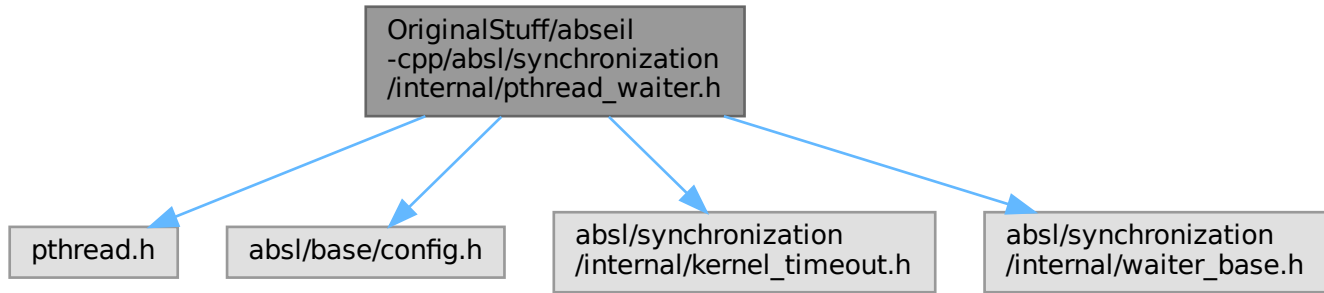 OriginalStuff/abseil
-cpp/absl/synchronization
/internal/pthread_waiter.h
pthread.h
absl/base/config.h
absl/synchronization
/internal/kernel_timeout.h
absl/synchronization
/internal/waiter_base.h